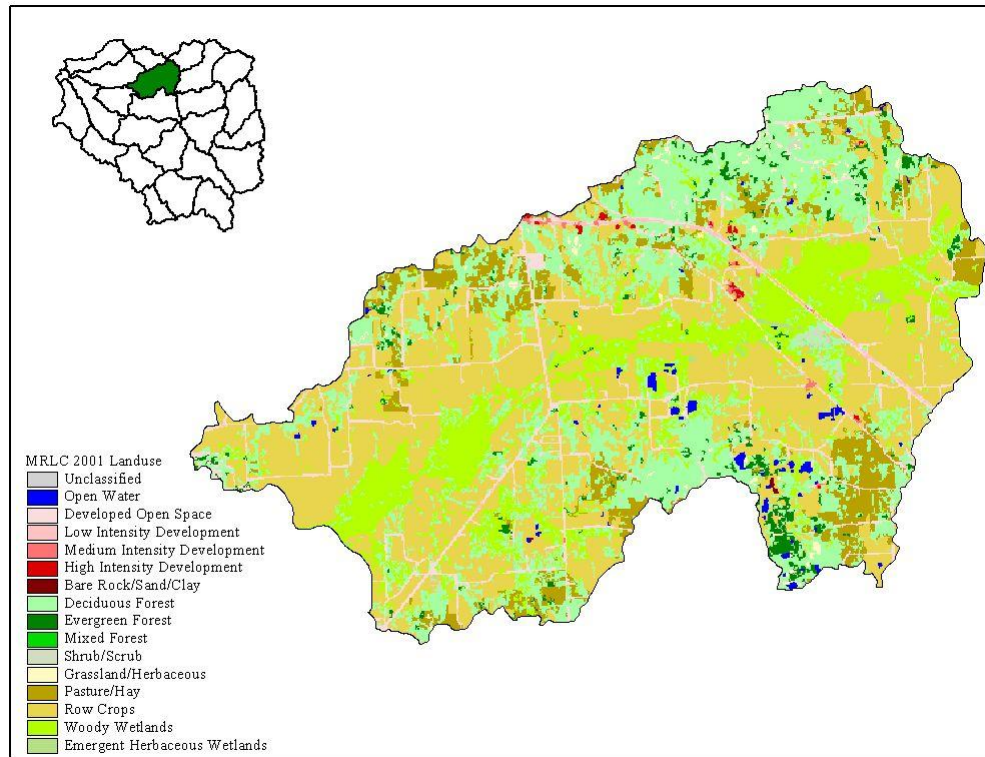 MRLC 2001 Landuse
Unclassified
Open Water
Developed Open Space
Low Intensity Development
Medium Intensity Development
High Intensity Development
Bare Rock/Sand/Clay
Deciduous Forest
Evergreen Forest
Mixed Forest
Shrub/Scrub
Grassland/Herbaceous
Pasture/Hay
Row Crops
Woody Wetlands
Emergent Herbaceous Wetlands